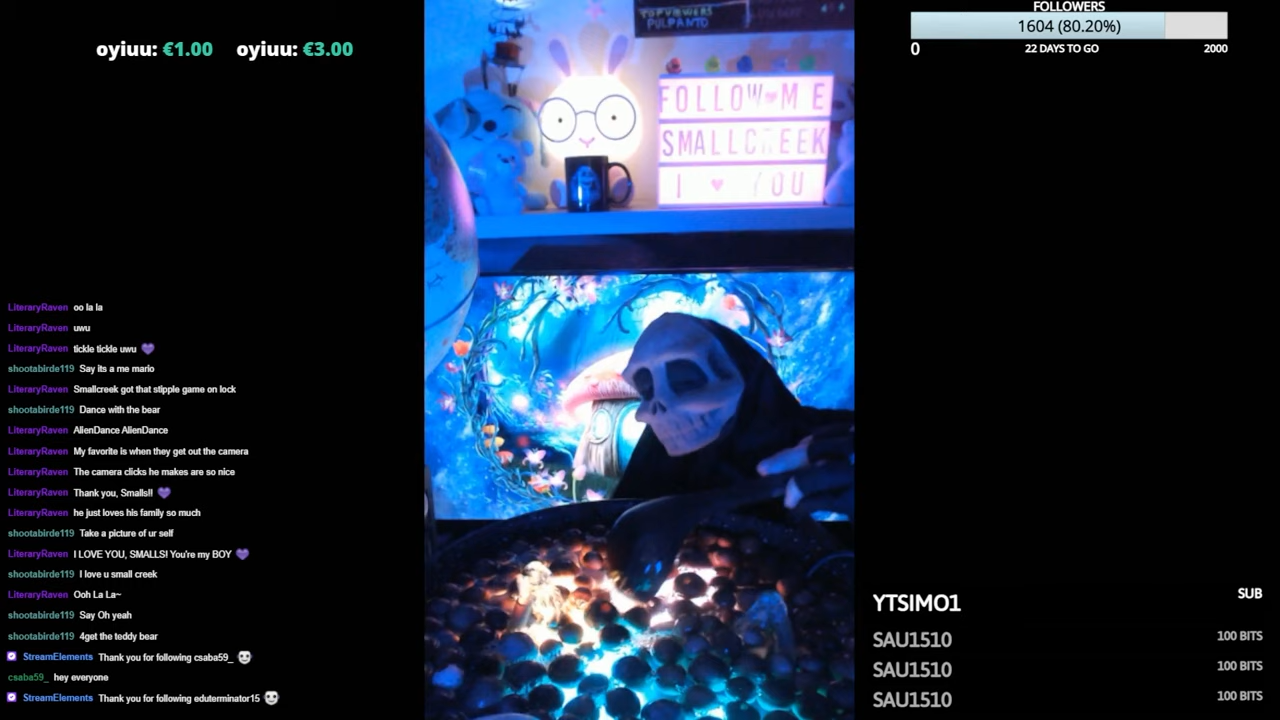 oyiuu: €1.00 oyiuu: €3.00
FOLLOWERS
1604 (80.20%)
0 22 DAYS TO GO 2000
PULPANTO
FOLLOW♥ME
SMALLCREEK
I ♥ YOU
LiteraryRaven oo la la
LiteraryRaven uwu
LiteraryRaven tickle tickle uwu 💜
shootabirde119 Say its a me mario
LiteraryRaven Smallcreek got that stipple game on lock
shootabirde119 Dance with the bear
LiteraryRaven AlienDance AlienDance
LiteraryRaven My favorite is when they get out the camera
LiteraryRaven The camera clicks he makes are so nice
LiteraryRaven Thank you, Smalls!! 💜
LiteraryRaven he just loves his family so much
shootabirde119 Take a picture of ur self
LiteraryRaven I LOVE YOU, SMALLS! You're my BOY 💜
shootabirde119 I love u small creek
LiteraryRaven Ooh La La~
shootabirde119 Say Oh yeah
shootabirde119 4get the teddy bear
StreamElements Thank you for following csaba59_
csaba59_ hey everyone
StreamElements Thank you for following eduterminator15
YTSIMO1 SUB
SAU1510 100 BITS
SAU1510 100 BITS
SAU1510 100 BITS